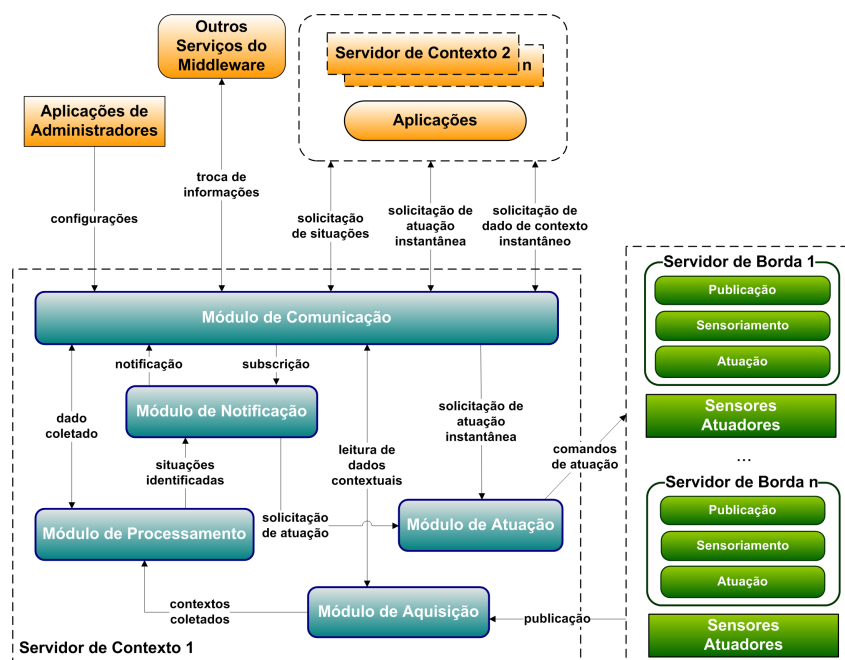 Outros
Serviços do
Middleware
Servidor de Contexto 2
n
Aplicações
Aplicações de
Administradores
configurações
troca de
informações
solicitação
de situações
solicitação de
atuação
instantânea
solicitação de
dado de contexto
instantâneo
Módulo de Comunicação
notificação
subscrição
Módulo de Notificação
dado
coletado
situações
identificadas
leitura de
dados
contextuais
solicitação de
atuação
instantânea
comandos
de atuação
Módulo de Processamento
solicitação
de atuação
Módulo de Atuação
contextos
coletados
Módulo de Aquisição
publicação
Servidor de Contexto 1
Servidor de Borda 1
Publicação
Sensoriamento
Atuação
Sensores
Atuadores
...
Servidor de Borda n
Publicação
Sensoriamento
Atuação
Sensores
Atuadores